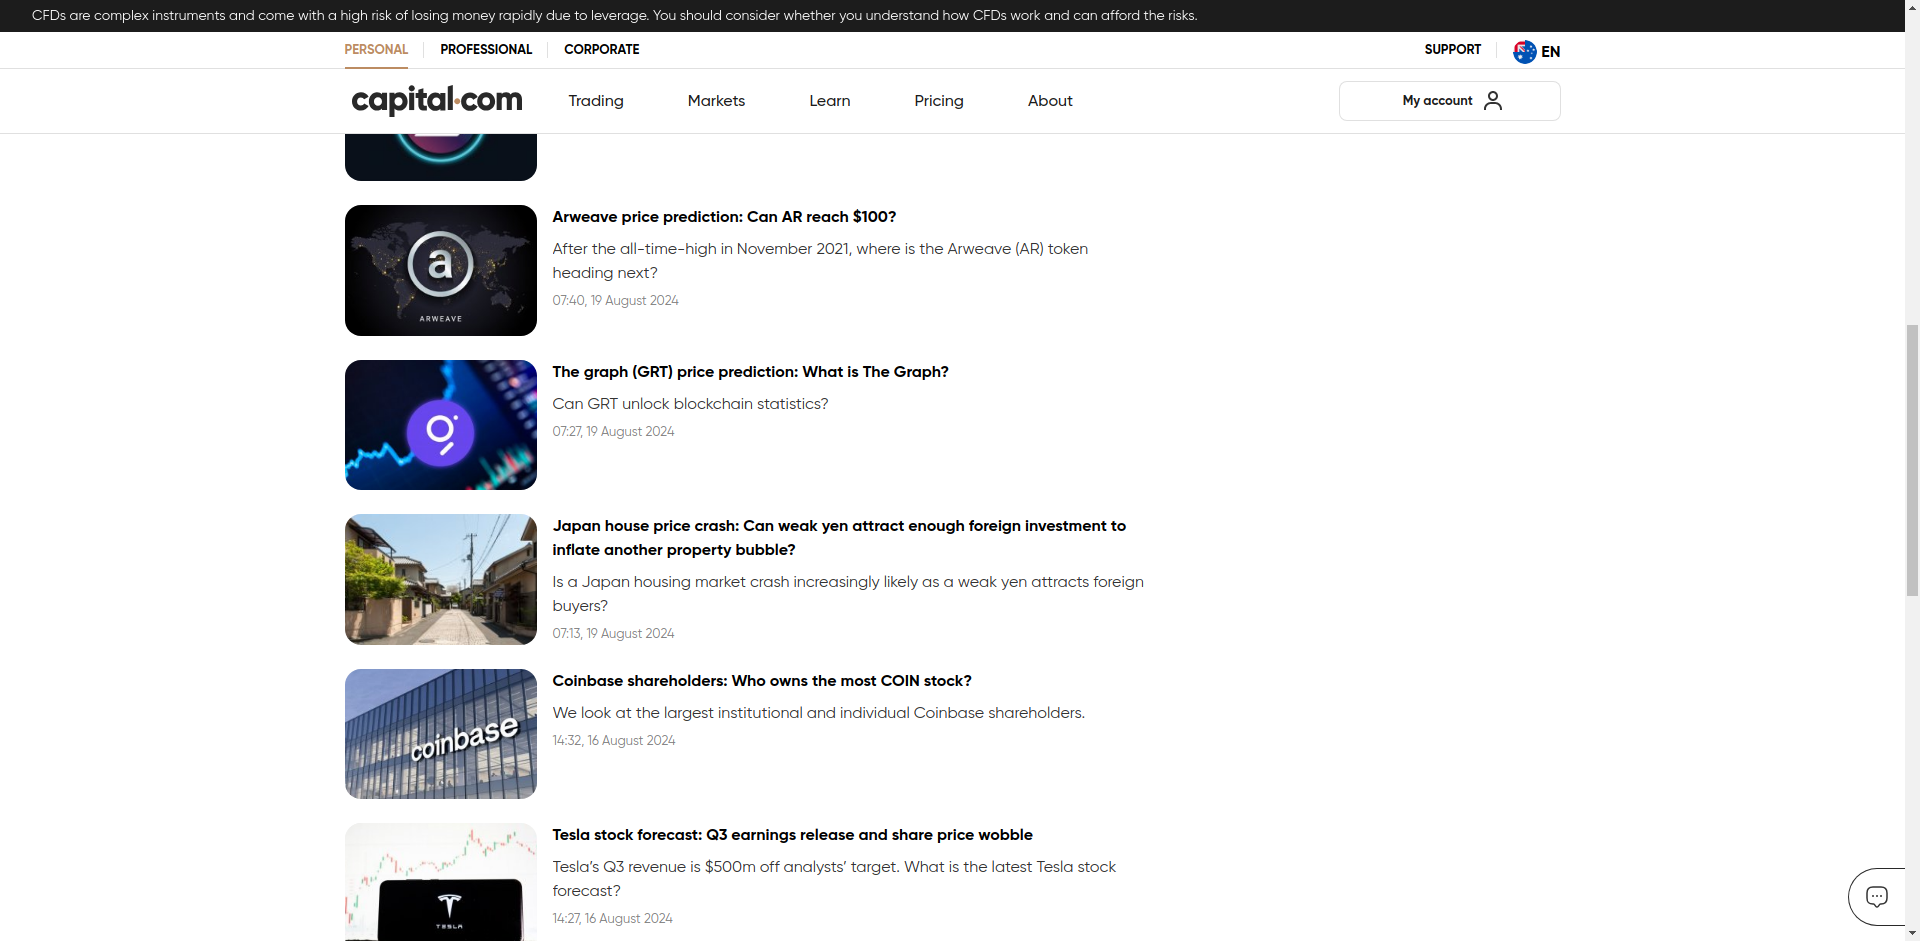 CFDs are complex instruments and come with a high risk of losing money rapidly due to leverage. You should consider whether you understand how CFDs work and can afford the risks.
PERSONAL PROFESSIONAL CORPORATE SUPPORT EN
capital.com Trading Markets Learn Pricing About My account
Arweave price prediction: Can AR reach $100?
After the all-time-high in November 2021, where is the Arweave (AR) token
heading next?
07:40, 19 August 2024
a
ARWEAVE
The graph (GRT) price prediction: What is The Graph?
Can GRT unlock blockchain statistics?
07:27, 19 August 2024
Japan house price crash: Can weak yen attract enough foreign investment to
inflate another property bubble?
Is a Japan housing market crash increasingly likely as a weak yen attracts foreign
buyers?
07:13, 19 August 2024
Coinbase shareholders: Who owns the most COIN stock?
We look at the largest institutional and individual Coinbase shareholders.
14:32, 16 August 2024
coinbase
Tesla stock forecast: Q3 earnings release and share price wobble
Tesla’s Q3 revenue is $500m off analysts’ target. What is the latest Tesla stock
forecast?
14:27, 16 August 2024
TESLA